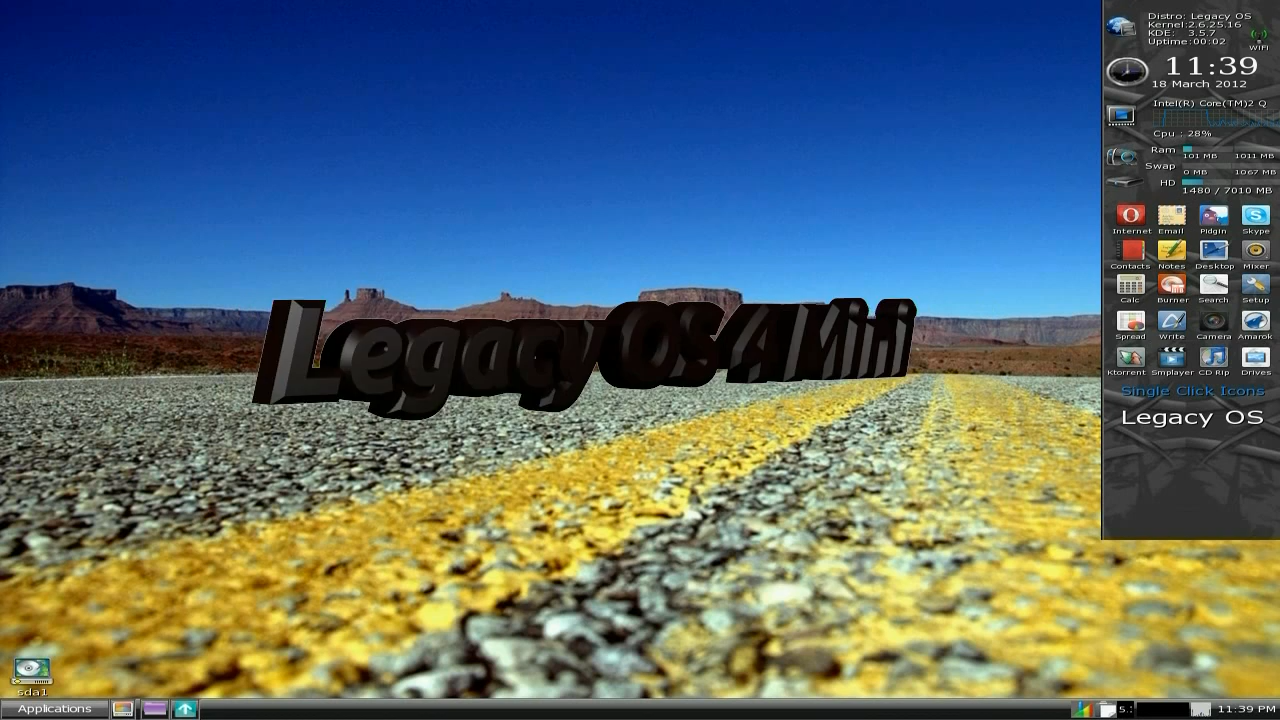 Distro: Legacy OS
Kernel:2.6.25.16
KDE: 3.5.7
Uptime:00:02
WIFI
11:39
18 March 2012
Intel(R) Core(TM)2 Q
Cpu : 28%
Ram
101 MB 1011 MB
Swap
0 MB 1067 MB
HD
1480 / 7010 MB
Internet Email Pidgin Skype
Contacts Notes Desktop Mixer
Calc Burner Search Setup
Spread Write Camera Amarok
Ktorrent Smplayer CD Rip Drives
Single Click Icons
Legacy OS
Legacy OS 4 Mini
sda1
Applications 5.: 11:39 PM